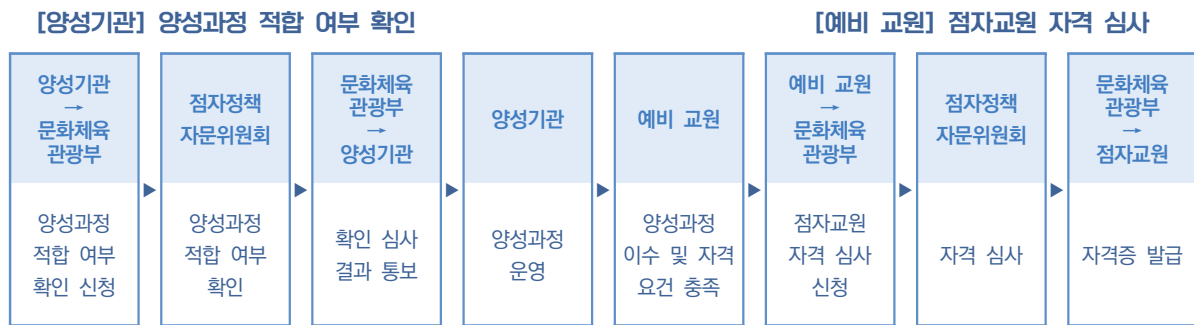 [양성기관] 양성과정 적합 여부 확인
[예비 교원] 점자교원 자격 심사
양성기관
→
문화체육
관광부
양성과정
적합 여부
확인 신청
점자정책
자문위원회
양성과정
적합 여부
확인
문화체육
관광부
→
양성기관
확인 심사
결과 통보
양성기관
양성과정
운영
예비 교원
양성과정
이수 및 자격
요건 충족
예비 교원
→
문화체육
관광부
점자교원
자격 심사
신청
점자정책
자문위원회
자격 심사
문화체육
관광부
→
점자교원
자격증 발급